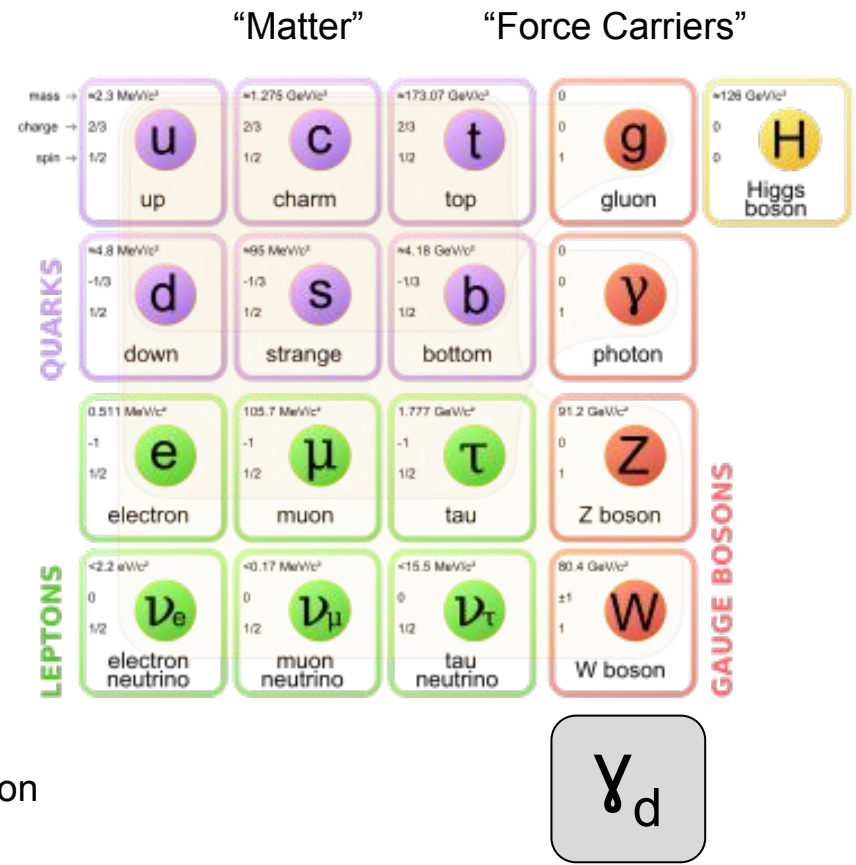 “Matter” “Force Carriers”
mass → ≈2.3 MeV/c² ≈1.275 GeV/c² ≈173.07 GeV/c² 0 ≈126 GeV/c²
charge → 2/3 2/3 2/3 0 0
spin → 1/2 1/2 1/2 1 0
u c t g H
up charm top gluon Higgs boson
QUARKS
≈4.8 MeV/c² ≈95 MeV/c² ≈4.18 GeV/c² 0
-1/3 -1/3 -1/3 0
1/2 1/2 1/2 1
d s b γ
down strange bottom photon
0.511 MeV/c² 105.7 MeV/c² 1.777 GeV/c² 91.2 GeV/c²
-1 -1 -1 0
1/2 1/2 1/2 1
e μ τ Z
electron muon tau Z boson
LEPTONS
GAUGE BOSONS
<2.2 eV/c² <0.17 MeV/c² <15.5 MeV/c² 80.4 GeV/c²
0 0 0 ±1
1/2 1/2 1/2 1
νe νμ ντ W
electron neutrino muon neutrino tau neutrino W boson
on
γd